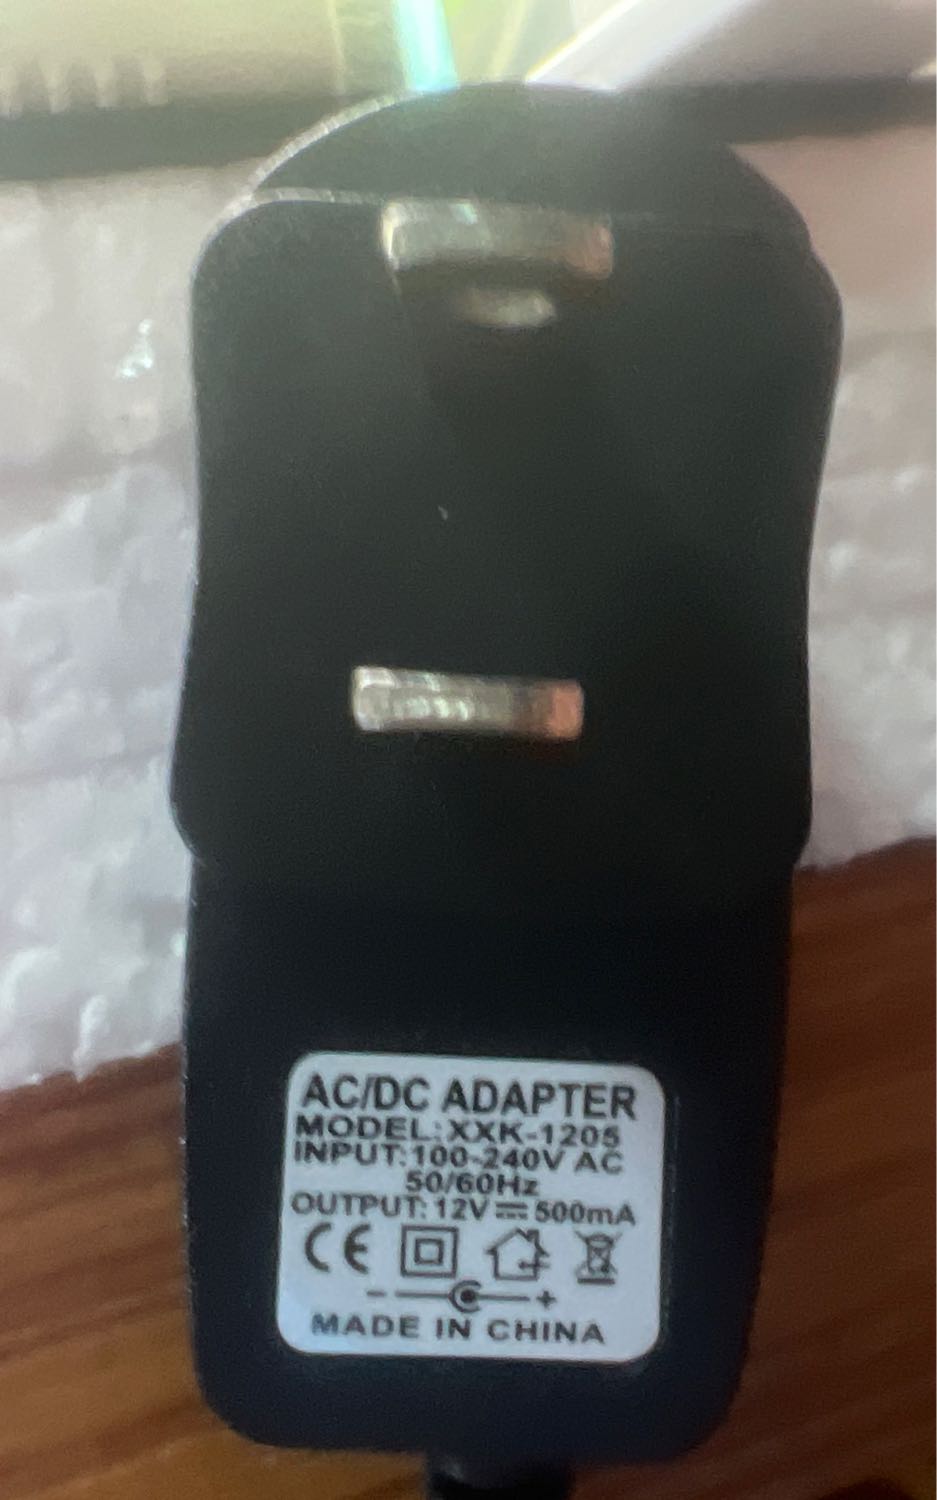 AC/DC ADAPTER
MODEL:XXK-1205
INPUT:100-240V AC
50/60Hz
OUTPUT:12V⎓500mA
CE
- +
MADE IN CHINA